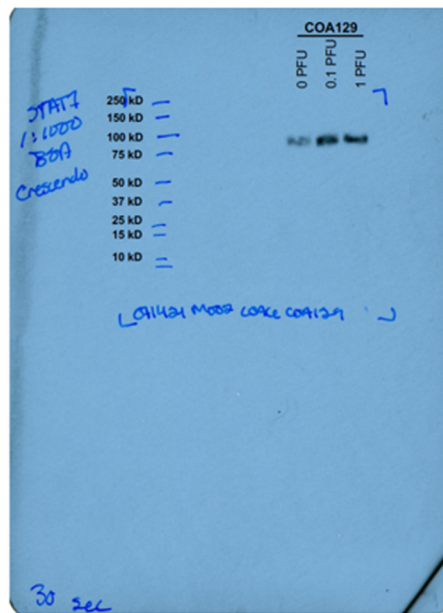 COA129
0 PFU
0.1 PFU
1 PFU
250 kD
150 kD
100 kD
75 kD
50 kD
37 kD
25 kD
15 kD
10 kD
1:1000
BSA
Crescendo
COA129
30 sec